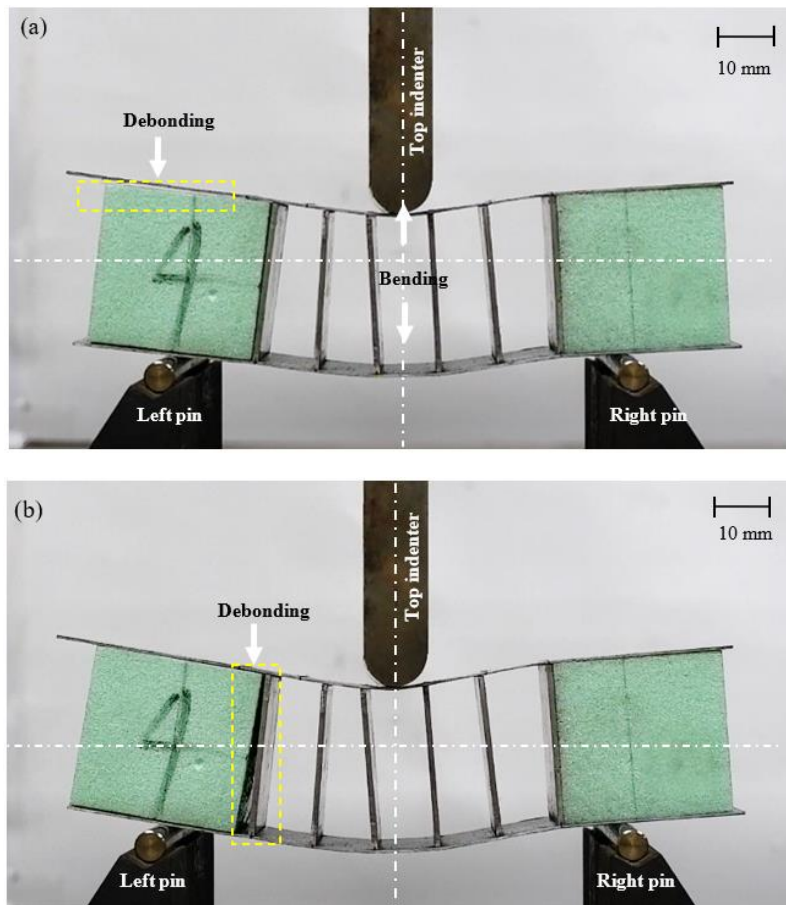 (a)
10 mm
Debonding
Top indenter
Bending
4
Left pin
Right pin
(b)
10 mm
Debonding
Top indenter
4
Left pin
Right pin